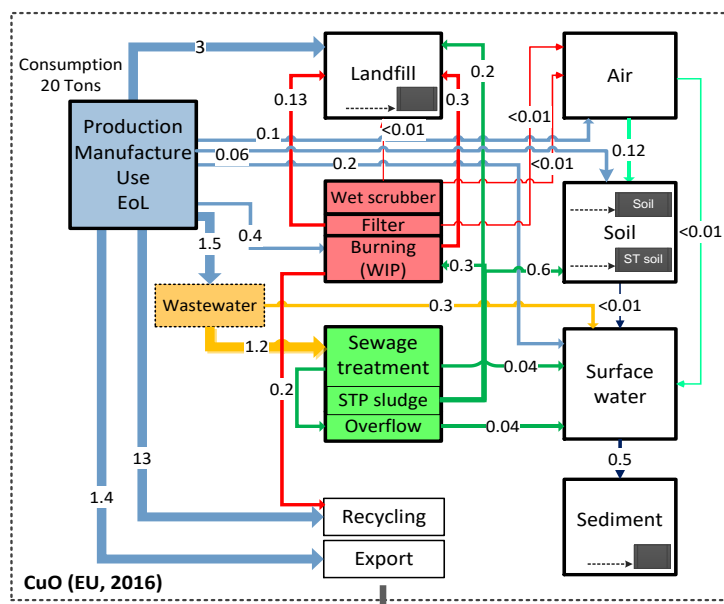 3
Landfill
0.2
Air
Consumption
20 Tons
0.13
0.3
<0.01
Production
Manufacture
Use
EoL
0.1
0.06
0.2
<0.01
<0.01
0.12
Wet scrubber
Filter
Burning
(WIP)
Soil
Soil
ST soil
<0.01
1.5
0.4
0.3
0.6
Wastewater
0.3
<0.01
1.2
Sewage
treatment
0.04
Surface
water
0.2
STP sludge
Overflow
0.04
13
0.5
1.4
Recycling
Sediment
Export
CuO (EU, 2016)